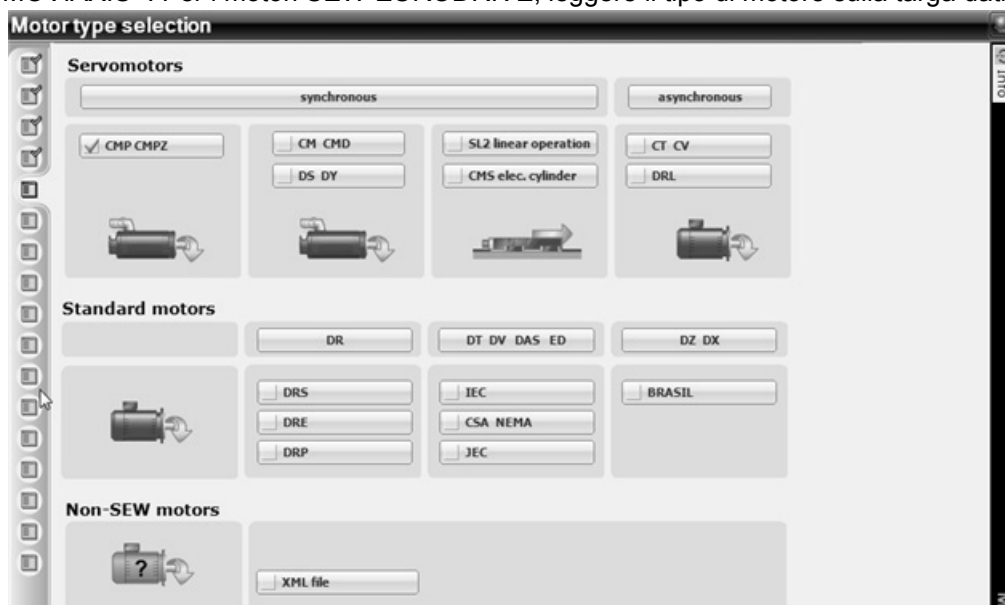 Motor type selection
Servomotors
synchronous
asynchronous
CMP CMPZ
CM CMD
SL2 linear operation
CT CV
DS DY
CMS elec. cylinder
DRL
Standard motors
DR
DT DV DAS ED
DZ DX
DRS
IEC
BRASIL
DRE
CSA NEMA
DRP
JEC
Non-SEW motors
?
XML file